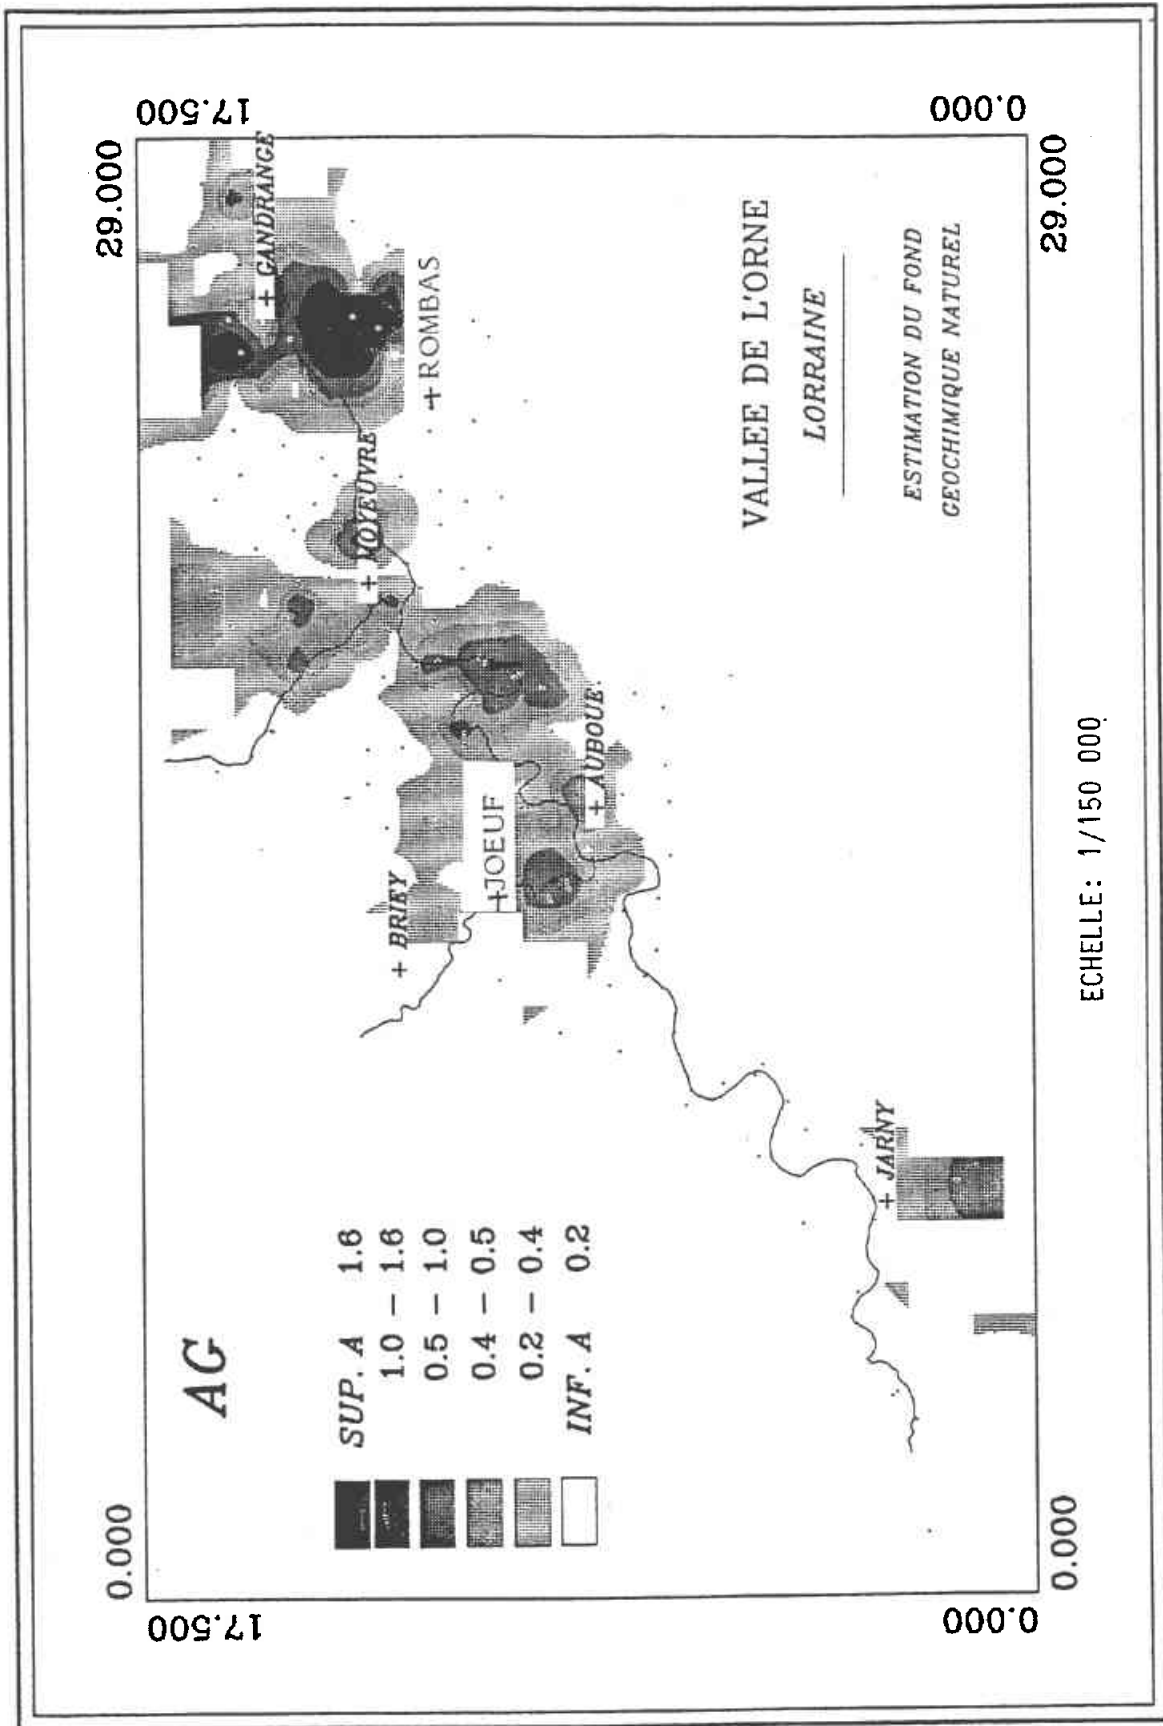 0.000
29.000
17.500
17.500
AG
SUP. A 1.6
1.0 - 1.6
0.5 - 1.0
0.4 - 0.5
0.2 - 0.4
INF. A 0.2
+ GANDRANGE
+ ROMBAS
+ MOYEUVRE
+ BRIEY
+ JOEUF
+ AUBOUE
+ JARNY
VALLEE DE L'ORNE
LORRAINE
ESTIMATION DU FOND
GEOCHIMIQUE NATUREL
0.000
0.000
0.000
29.000
ECHELLE: 1/150 000